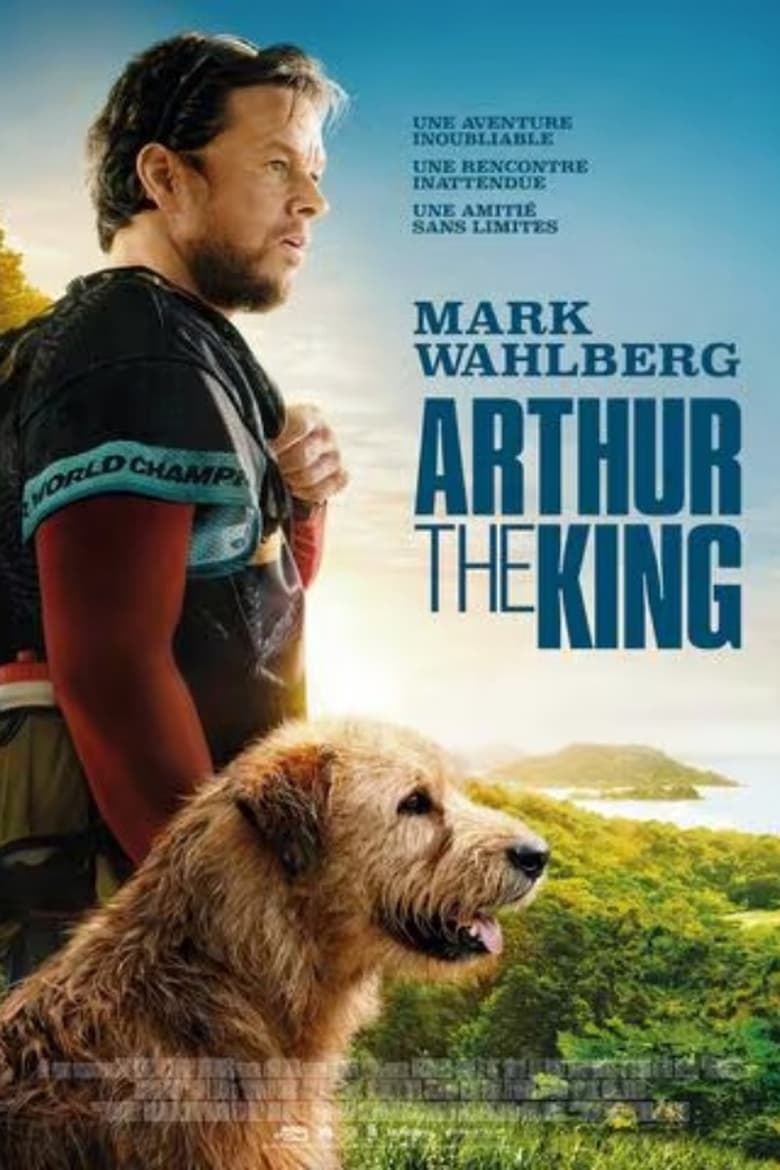 UNE AVENTURE
INOUBLIABLE
UNE RENCONTRE
INATTENDUE
UNE AMITIÉ
SANS LIMITES
MARK
WAHLBERG
ARTHUR
THE KING
WORLD CHAMP